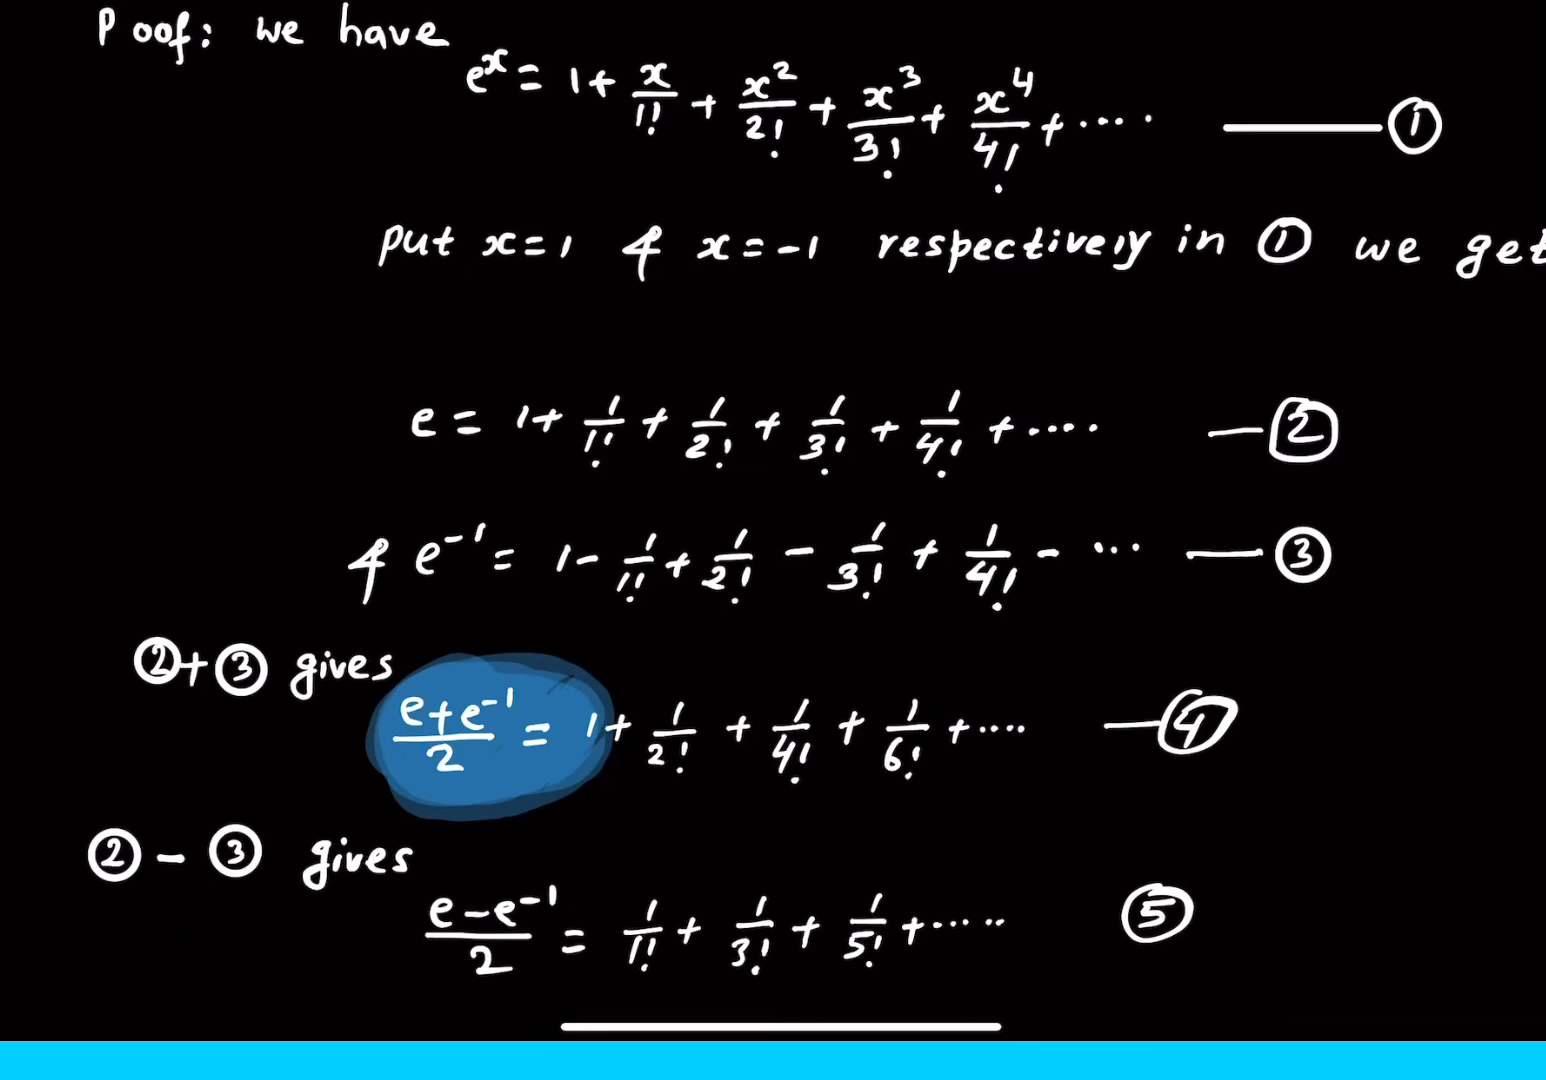 Poof: we have
e^x = 1 + x/1! + x²/2! + x³/3! + x⁴/4! + .... —— ①
put x=1 & x=-1 respectively in ① we get
e = 1 + 1/1! + 1/2! + 1/3! + 1/4! + .... — ②
& e⁻¹ = 1 - 1/1! + 1/2! - 1/3! + 1/4! - ... — ③
②+③ gives
(e+e⁻¹)/2 = 1 + 1/2! + 1/4! + 1/6! + .... — ④
② - ③ gives
(e-e⁻¹)/2 = 1/1! + 1/3! + 1/5! + ..... ⑤